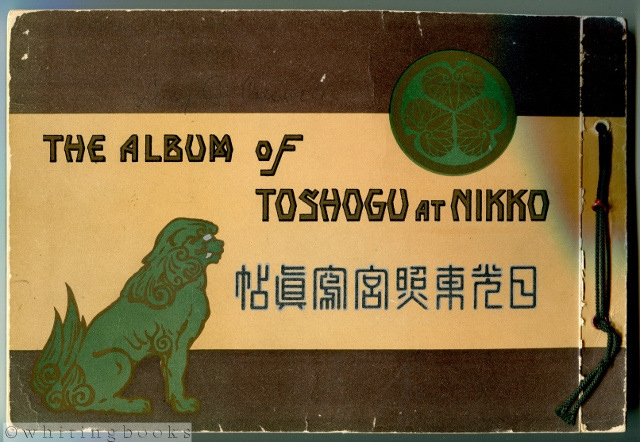 THE ALBUM OF
TOSHOGU AT NIKKO
日光東照宮寫眞帖
©whitingbooks